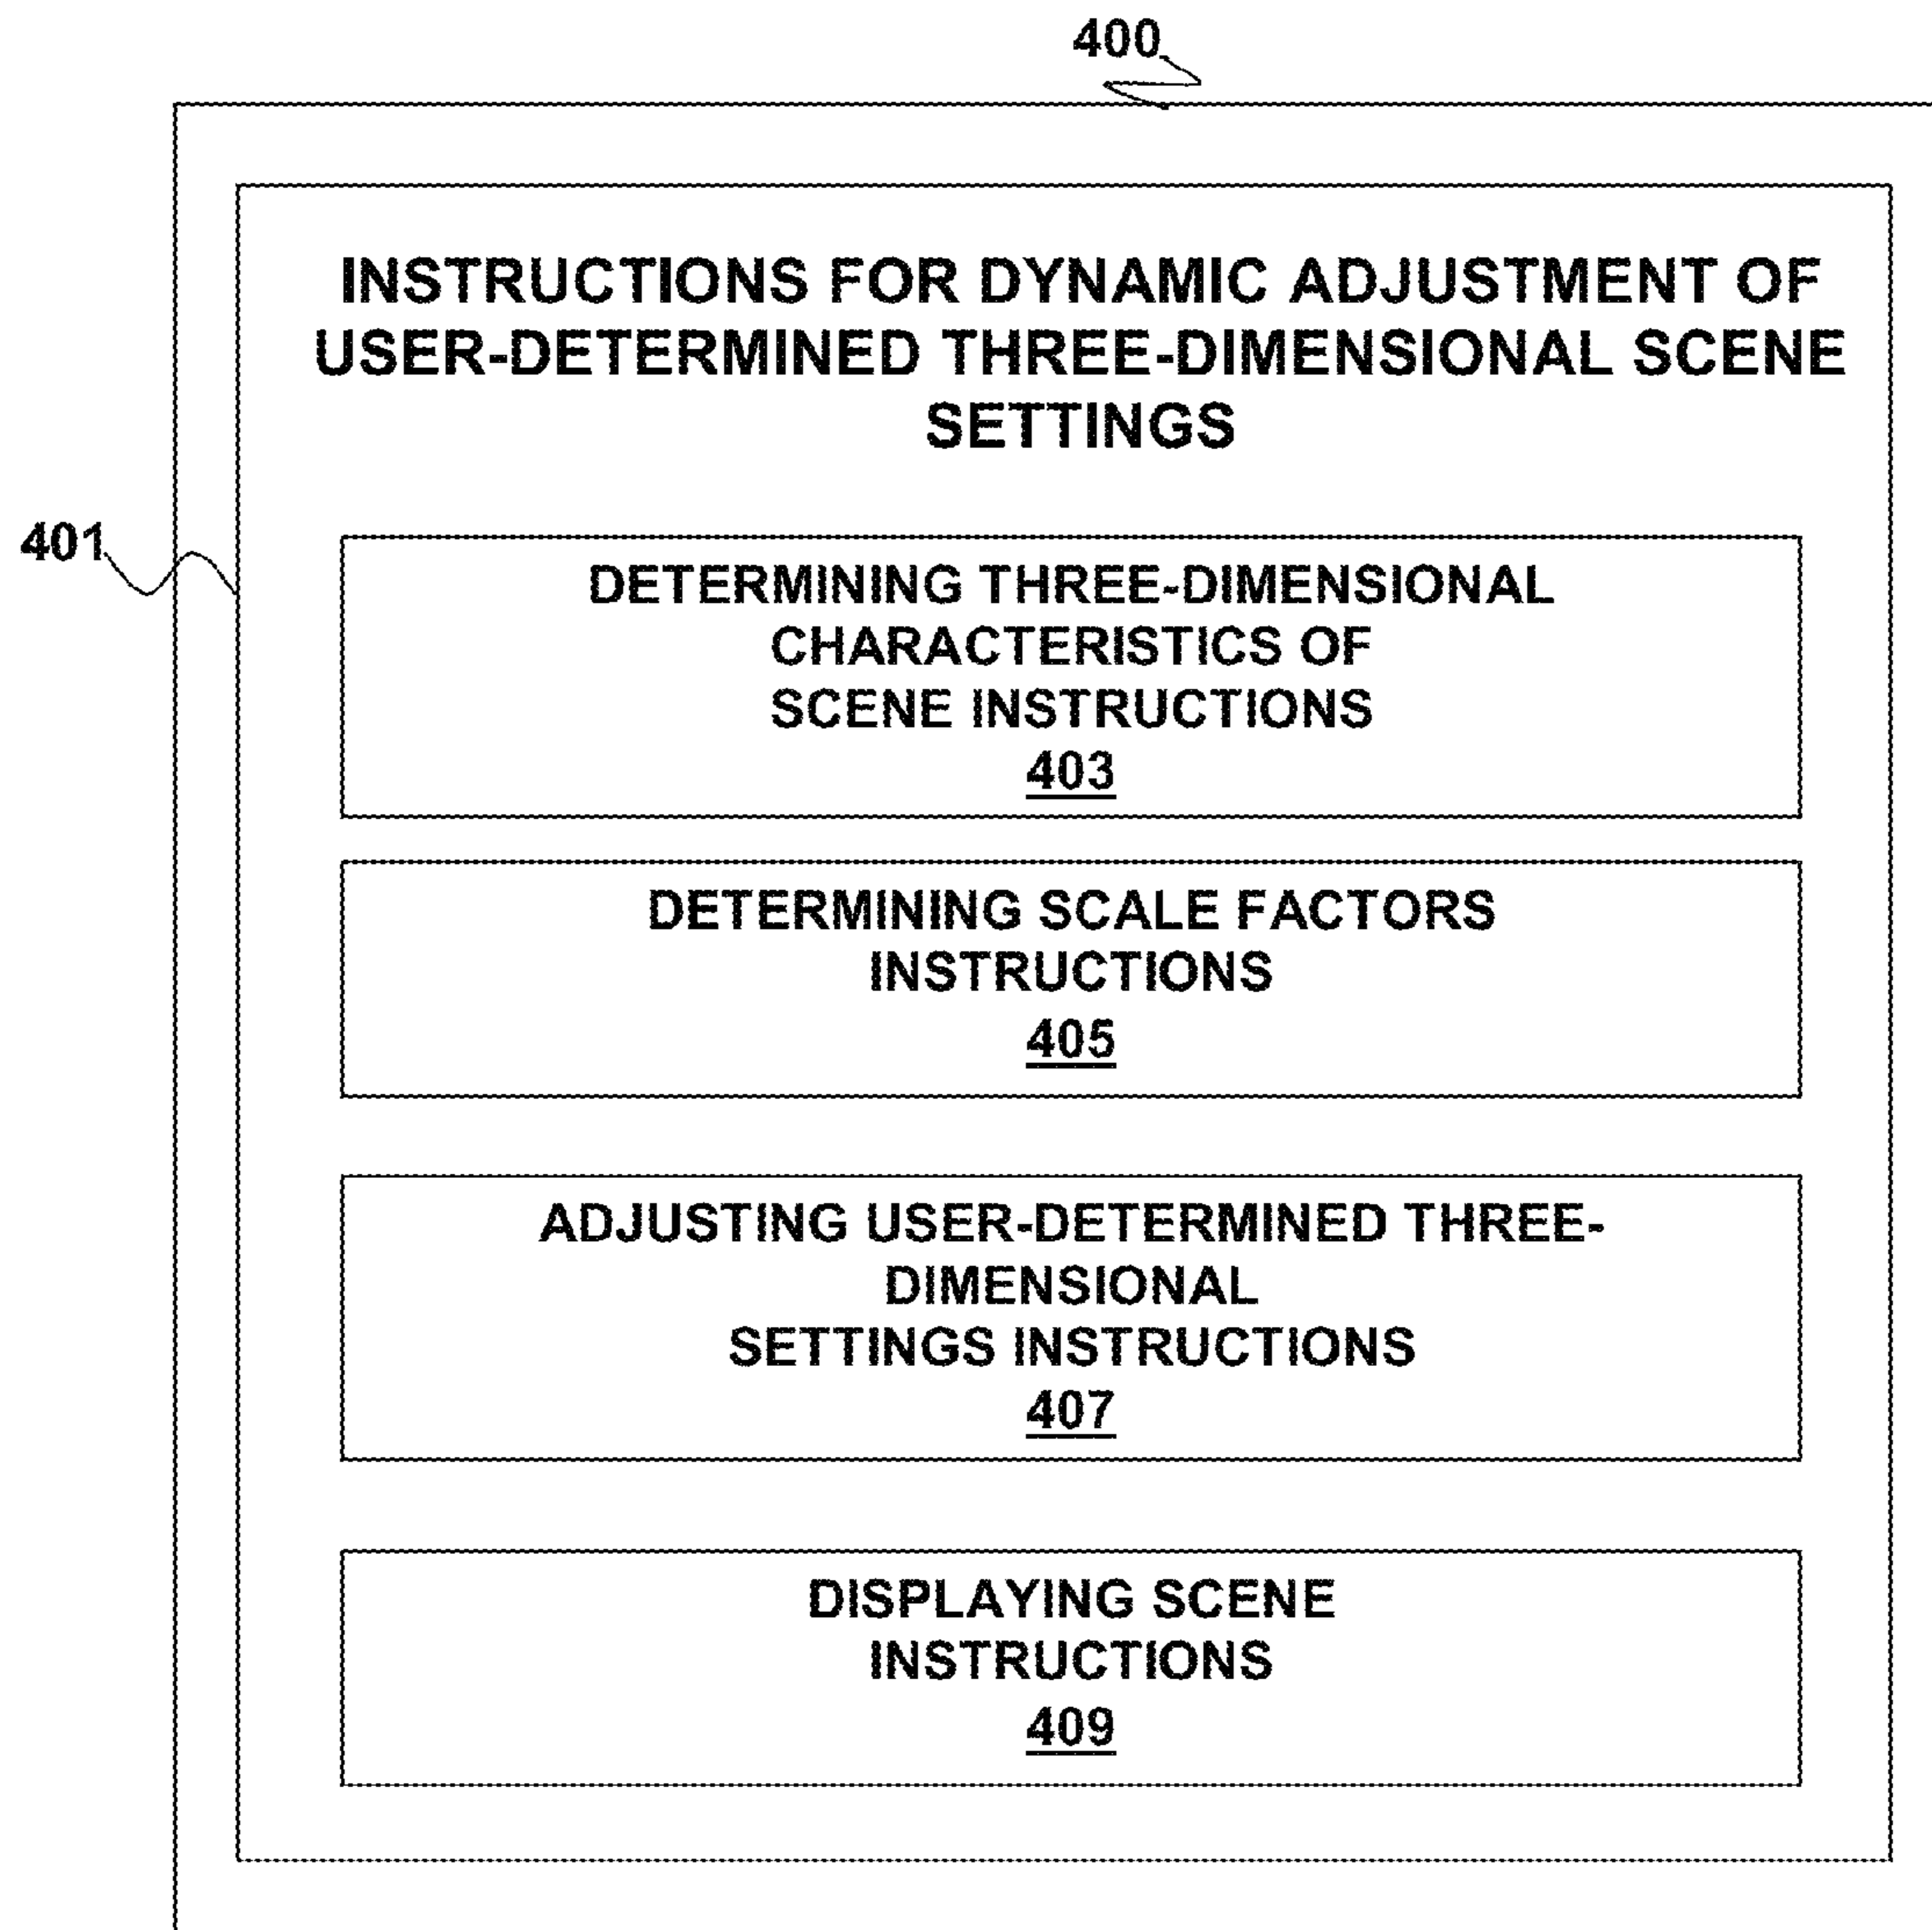 400
INSTRUCTIONS FOR DYNAMIC ADJUSTMENT OF
USER-DETERMINED THREE-DIMENSIONAL SCENE
SETTINGS
401
DETERMINING THREE-DIMENSIONAL
CHARACTERISTICS OF
SCENE INSTRUCTIONS
403
DETERMINING SCALE FACTORS
INSTRUCTIONS
405
ADJUSTING USER-DETERMINED THREE-
DIMENSIONAL
SETTINGS INSTRUCTIONS
407
DISPLAYING SCENE
INSTRUCTIONS
409